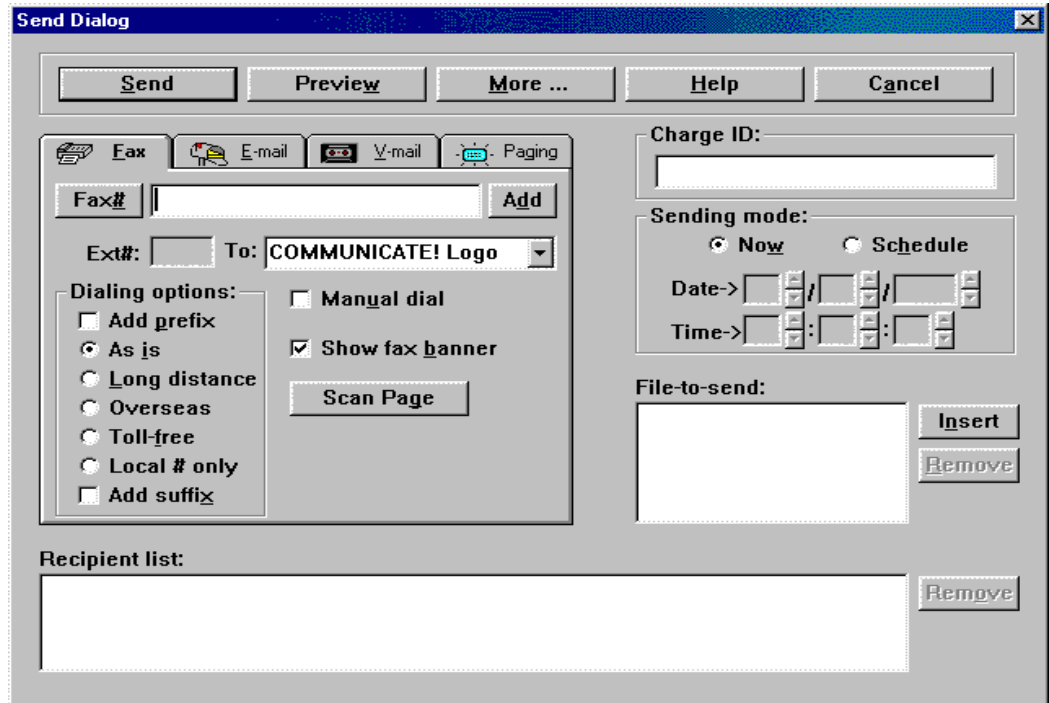 Send Dialog
Send Preview More ... Help Cancel
Fax E-mail V-mail Paging
Fax# Add
Ext#: To: COMMUNICATE! Logo
Dialing options:
Add prefix
As is
Long distance
Overseas
Toll-free
Local # only
Add suffix
Manual dial
Show fax banner
Scan Page
Charge ID:
Sending mode:
Now Schedule
Date-> / /
Time-> : :
File-to-send:
Insert
Remove
Recipient list:
Remove